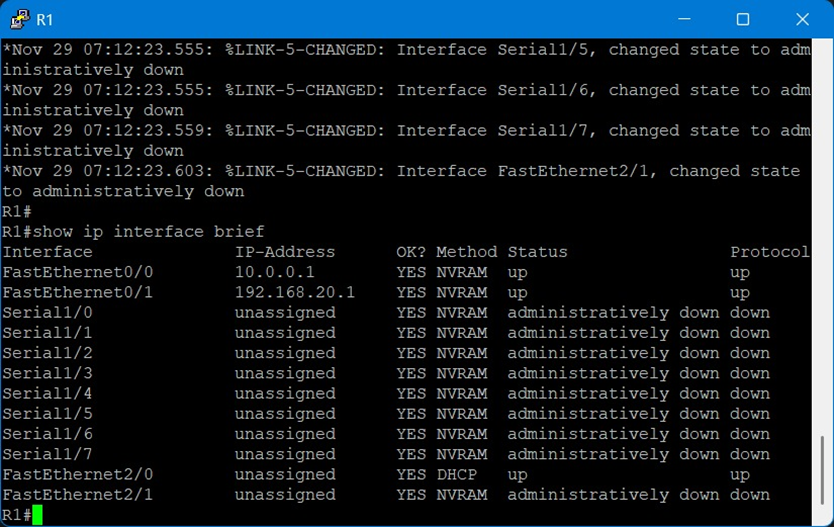 R1
*Nov 29 07:12:23.555: %LINK-5-CHANGED: Interface Serial1/5, changed state to adm
inistratively down
*Nov 29 07:12:23.555: %LINK-5-CHANGED: Interface Serial1/6, changed state to adm
inistratively down
*Nov 29 07:12:23.559: %LINK-5-CHANGED: Interface Serial1/7, changed state to adm
inistratively down
*Nov 29 07:12:23.603: %LINK-5-CHANGED: Interface FastEthernet2/1, changed state
to administratively down
R1#
R1#show ip interface brief
Interface                  IP-Address      OK? Method Status                Protocol
FastEthernet0/0            10.0.0.1        YES NVRAM  up                    up
FastEthernet0/1            192.168.20.1    YES NVRAM  up                    up
Serial1/0                  unassigned      YES NVRAM  administratively down down
Serial1/1                  unassigned      YES NVRAM  administratively down down
Serial1/2                  unassigned      YES NVRAM  administratively down down
Serial1/3                  unassigned      YES NVRAM  administratively down down
Serial1/4                  unassigned      YES NVRAM  administratively down down
Serial1/5                  unassigned      YES NVRAM  administratively down down
Serial1/6                  unassigned      YES NVRAM  administratively down down
Serial1/7                  unassigned      YES NVRAM  administratively down down
FastEthernet2/0            unassigned      YES DHCP   up                    up
FastEthernet2/1            unassigned      YES NVRAM  administratively down down
R1#